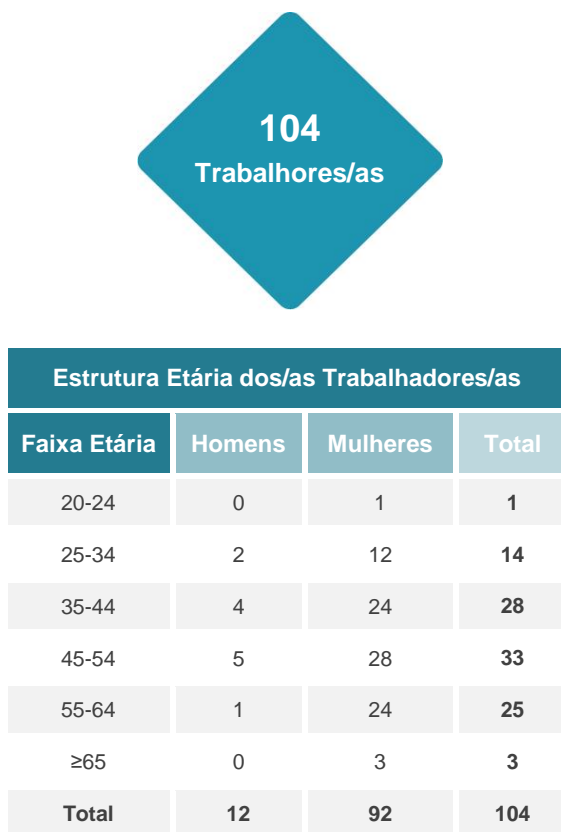 104
Trabalhores/as
Estrutura Etária dos/as Trabalhadores/as
Faixa Etária Homens Mulheres Total
20-24 0 1 1
25-34 2 12 14
35-44 4 24 28
45-54 5 28 33
55-64 1 24 25
≥65 0 3 3
Total 12 92 104